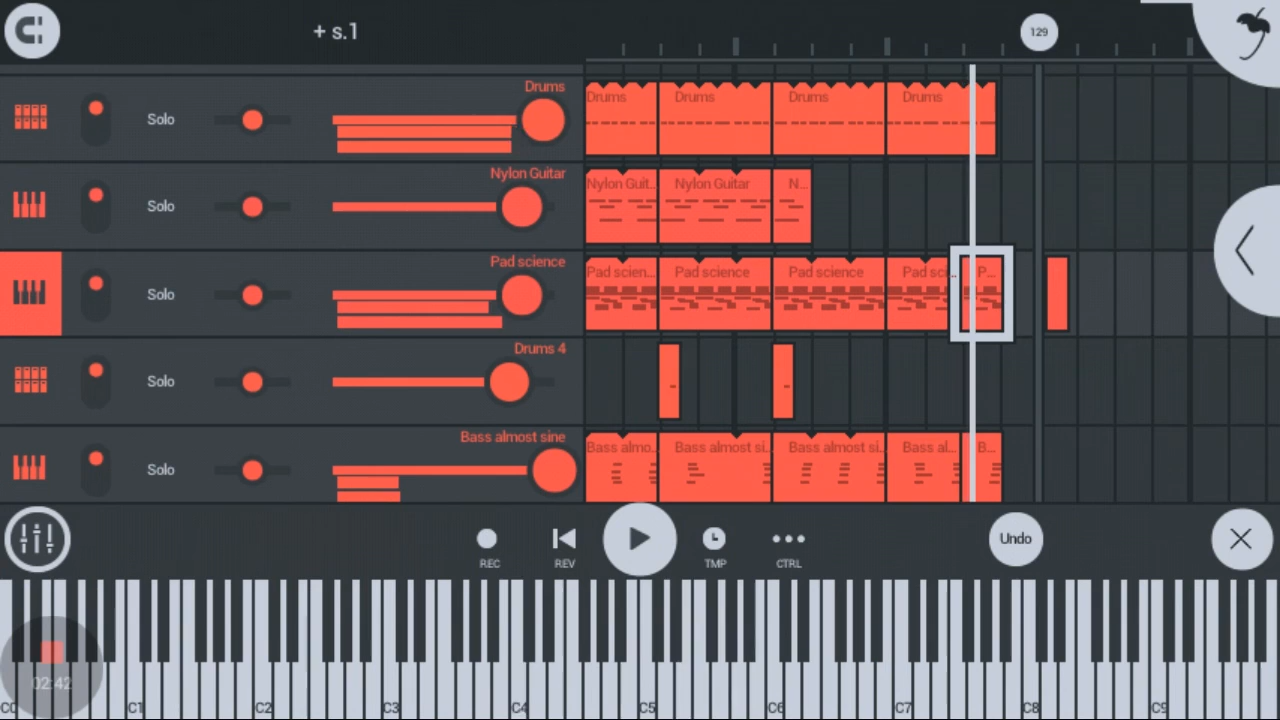 + s.1
129
Drums
Solo
Drums Drums Drums Drums
Nylon Guitar
Solo
Nylon Guit... Nylon Guitar N...
Pad science
Solo
Pad scien... Pad science Pad science Pad sci... P...
Drums 4
Solo
Bass almost sine
Solo
Bass almo... Bass almost si... Bass almost si... Bass al... B...
Undo
REC REV TMP CTRL
02:42
C0 C1 C2 C3 C4 C5 C6 C7 C8 C9